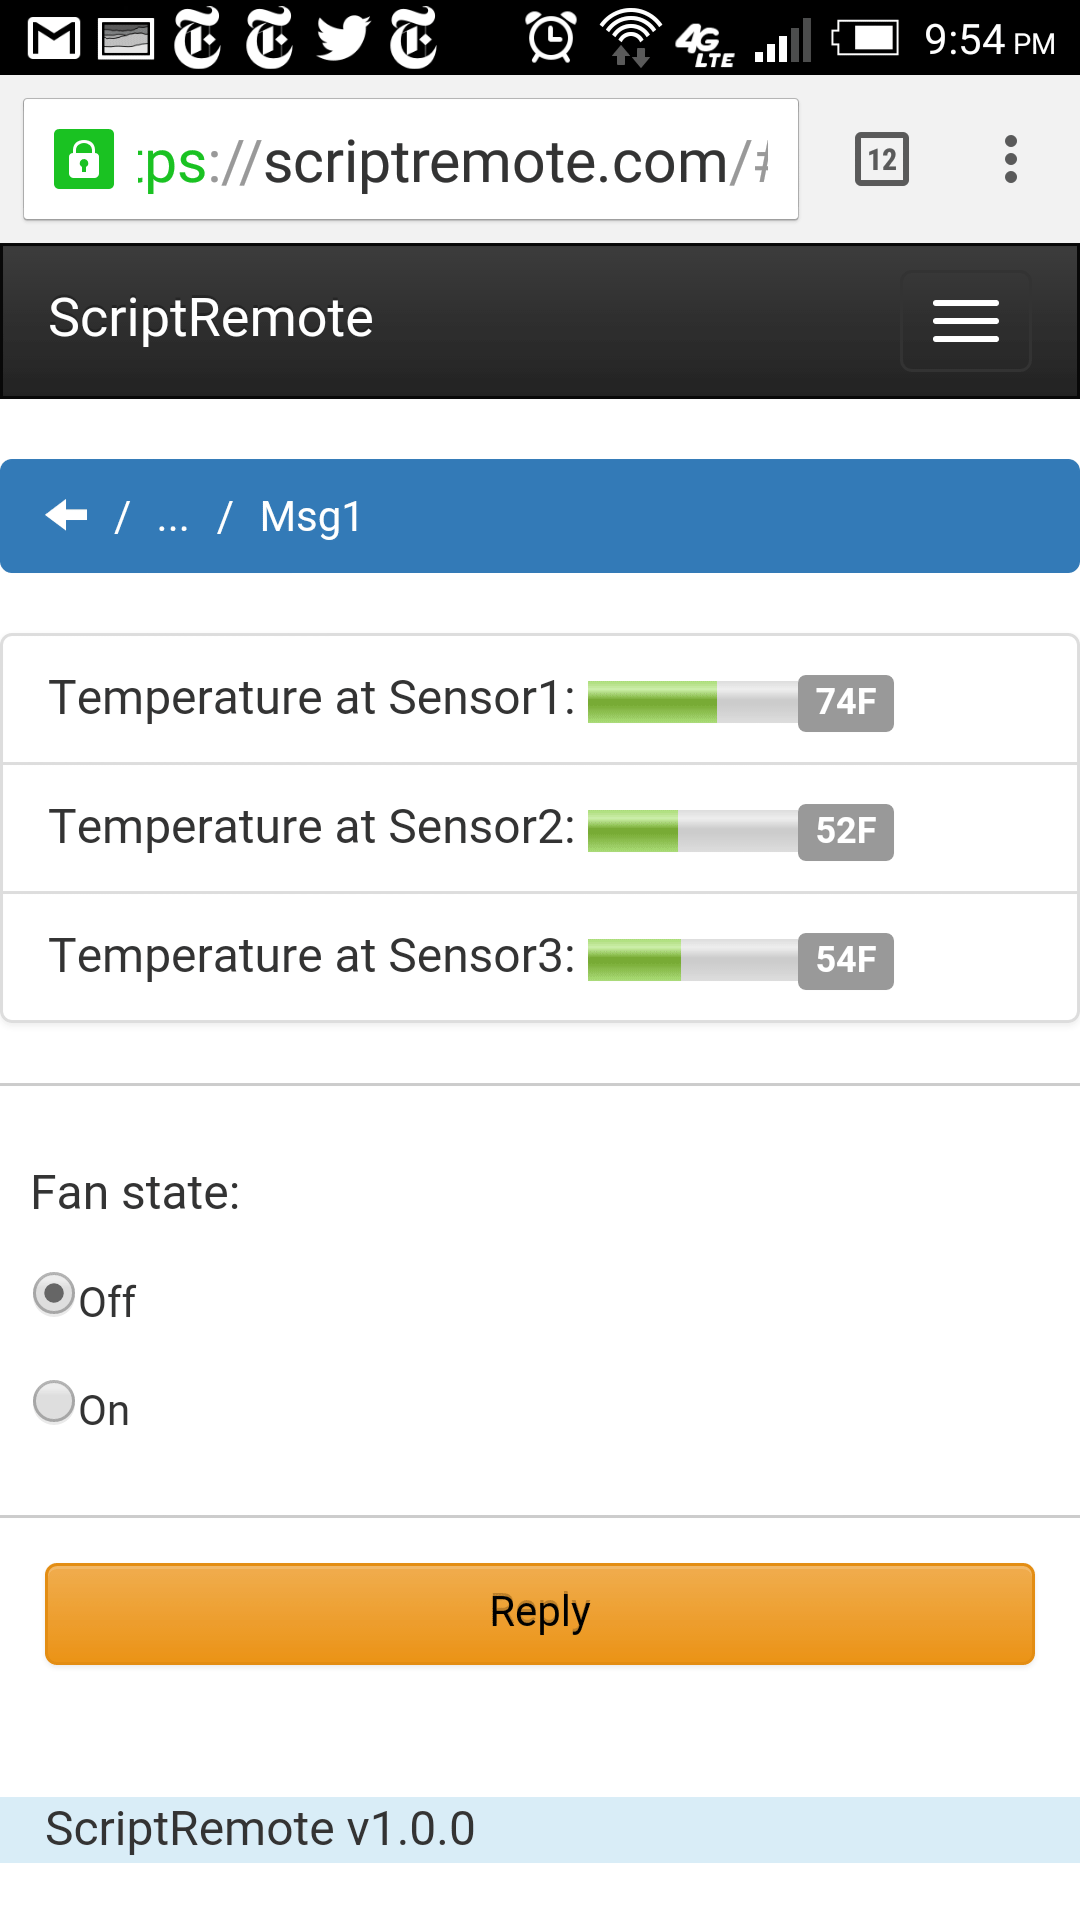 4G LTE 9:54 PM
:ps://scriptremote.com/#
12
ScriptRemote
/ ... / Msg1
Temperature at Sensor1: 74F
Temperature at Sensor2: 52F
Temperature at Sensor3: 54F
Fan state:
Off
On
Reply
ScriptRemote v1.0.0